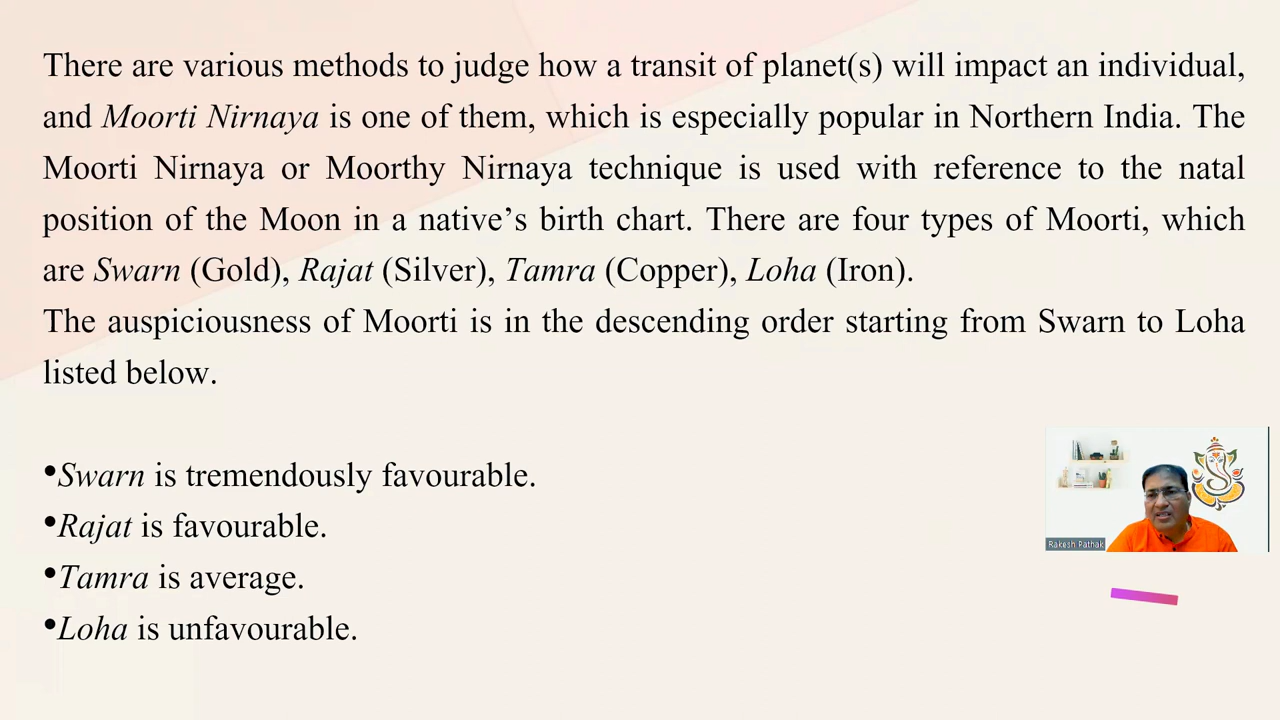 There are various methods to judge how a transit of planet(s) will impact an individual,
and Moorti Nirnaya is one of them, which is especially popular in Northern India. The
Moorti Nirnaya or Moorthy Nirnaya technique is used with reference to the natal
position of the Moon in a native’s birth chart. There are four types of Moorti, which
are Swarn (Gold), Rajat (Silver), Tamra (Copper), Loha (Iron).
The auspiciousness of Moorti is in the descending order starting from Swarn to Loha
listed below.
•Swarn is tremendously favourable.
•Rajat is favourable.
•Tamra is average.
•Loha is unfavourable.
Rakesh Pathak